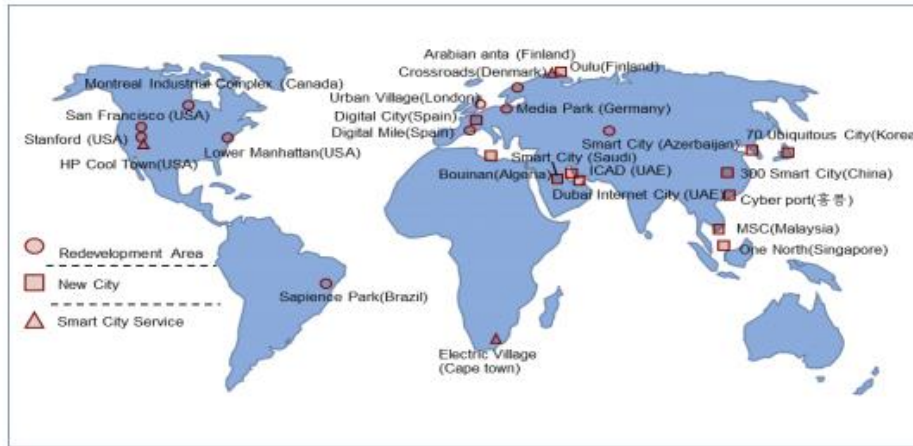 Arabian anta (Finland)
Crossroads(Denmark)
Oulu(Finland)
Montreal Industrial Complex (Canada)
Urban Village(London)
Media Park (Germany)
San Francisco (USA)
Digital City(Spain)
Stanford (USA)
Digital Mile(Spain)
70 Ubiquitous City(Korea
Lower Manhattan(USA)
Smart City (Azerbaijan)
HP Cool Town(USA)
Smart City (Saudi)
Bouinan(Algeria)
ICAD (UAE)
300 Smart City(China)
Dubai Internet City (UAE)
Cyber port(홍콩)
MSC(Malaysia)
One North(Singapore)
Redevelopment Area
New City
Sapience Park(Brazil)
Smart City Service
Electric Village
(Cape town)